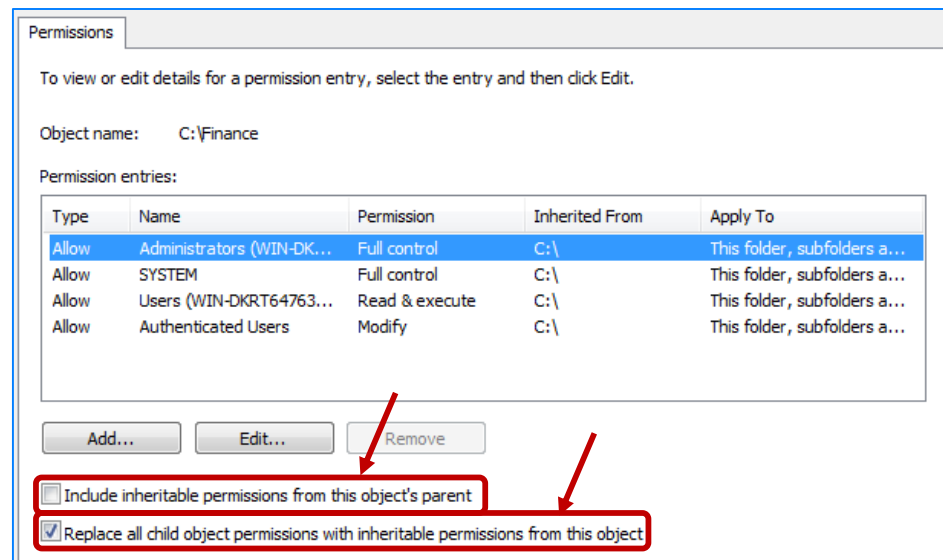 Permissions
To view or edit details for a permission entry, select the entry and then click Edit.
Object name: C:\Finance
Permission entries:
Type Name Permission Inherited From Apply To
Allow Administrators (WIN-DK... Full control C:\ This folder, subfolders a...
Allow SYSTEM Full control C:\ This folder, subfolders a...
Allow Users (WIN-DKRT64763... Read & execute C:\ This folder, subfolders a...
Allow Authenticated Users Modify C:\ This folder, subfolders a...
Add... Edit... Remove
Include inheritable permissions from this object's parent
Replace all child object permissions with inheritable permissions from this object